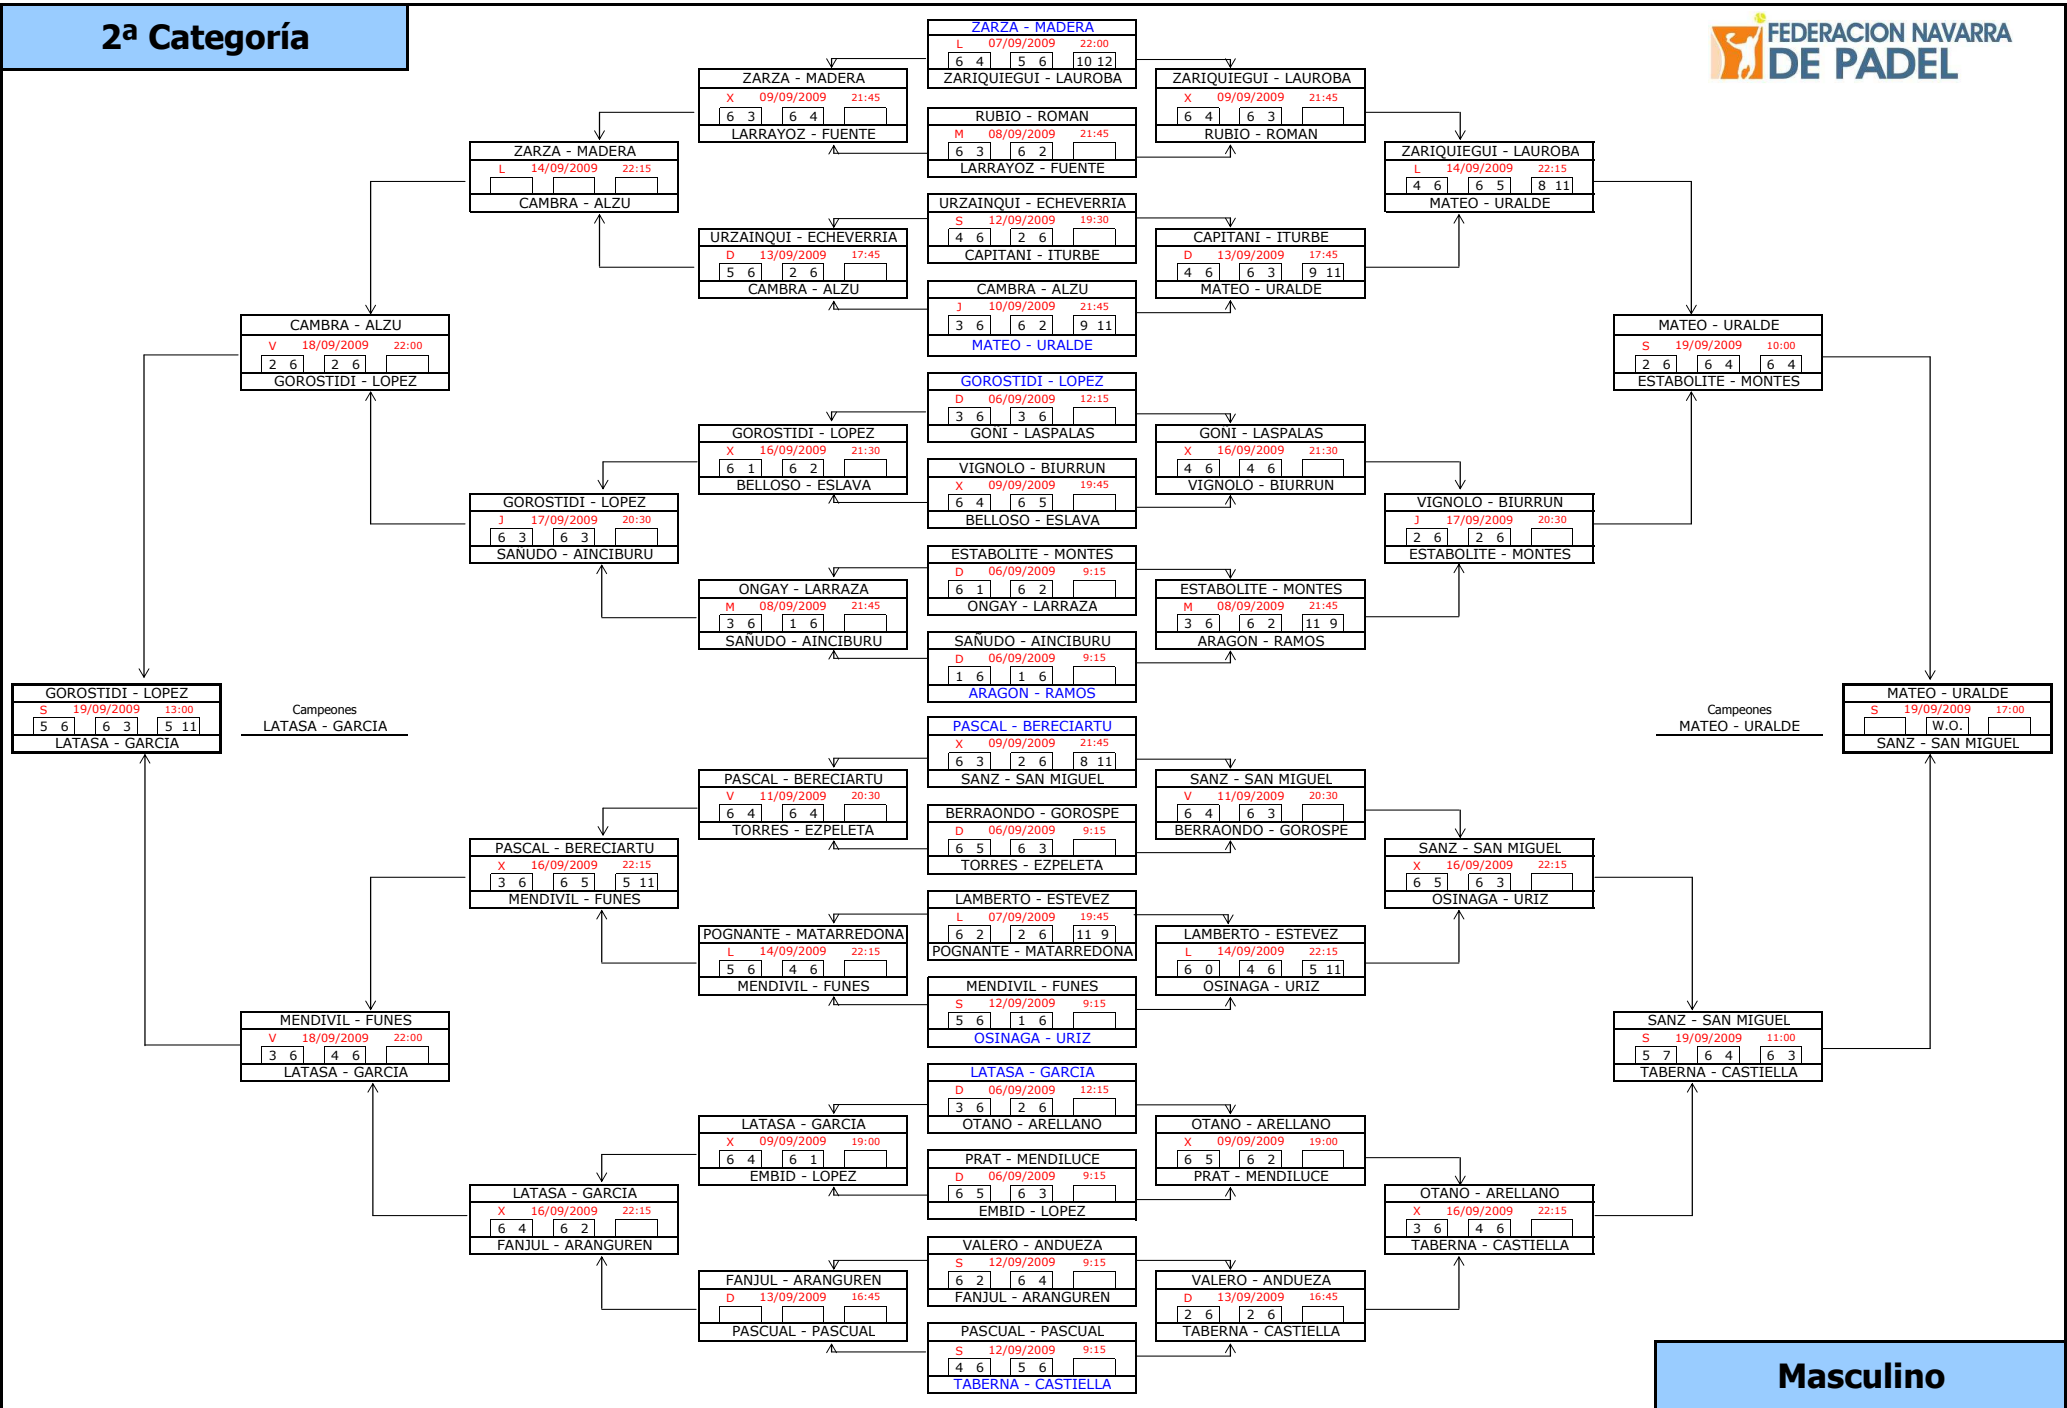 2ª Categoría
FEDERACION NAVARRA
DE PADEL
ZARZA - MADERA
L 07/09/2009 22:00
6 4 5 6 10 12
ZARIQUIEGUI - LAUROBA
RUBIO - ROMAN
M 08/09/2009 21:45
6 3 6 2
LARRAYOZ - FUENTE
URZAINQUI - ECHEVERRIA
S 12/09/2009 19:30
4 6 2 6
CAPITANI - ITURBE
CAMBRA - ALZU
J 10/09/2009 21:45
3 6 6 2 9 11
MATEO - URALDE
GOROSTIDI - LOPEZ
D 06/09/2009 12:15
3 6 3 6
GOÑI - LASPALAS
VIGNOLO - BIURRUN
X 09/09/2009 19:45
6 4 6 5
BELLOSO - ESLAVA
ESTABOLITE - MONTES
D 06/09/2009 9:15
6 1 6 2
ONGAY - LARRAZA
SAÑUDO - AINCIBURU
D 06/09/2009 9:15
1 6 1 6
ARAGON - RAMOS
PASCAL - BERECIARTU
X 09/09/2009 21:45
6 3 2 6 8 11
SANZ - SAN MIGUEL
BERRAONDO - GOROSPE
D 06/09/2009 9:15
6 5 6 3
TORRES - EZPELETA
LAMBERTO - ESTEVEZ
L 07/09/2009 19:45
6 2 2 6 11 9
POGNANTE - MATARREDONA
MENDIVIL - FUNES
S 12/09/2009 9:15
5 6 1 6
OSINAGA - URIZ
LATASA - GARCIA
D 06/09/2009 12:15
3 6 2 6
OTANO - ARELLANO
PRAT - MENDILUCE
D 06/09/2009 9:15
6 5 6 3
EMBID - LOPEZ
VALERO - ANDUEZA
S 12/09/2009 9:15
6 2 6 4
FANJUL - ARANGUREN
PASCUAL - PASCUAL
S 12/09/2009 9:15
4 6 5 6
TABERNA - CASTIELLA
ZARZA - MADERA
X 09/09/2009 21:45
6 3 6 4
LARRAYOZ - FUENTE
URZAINQUI - ECHEVERRIA
D 13/09/2009 17:45
5 6 2 6
CAMBRA - ALZU
GOROSTIDI - LOPEZ
X 16/09/2009 21:30
6 1 6 2
BELLOSO - ESLAVA
ONGAY - LARRAZA
M 08/09/2009 21:45
3 6 1 6
SAÑUDO - AINCIBURU
PASCAL - BERECIARTU
V 11/09/2009 20:30
6 4 6 4
TORRES - EZPELETA
POGNANTE - MATARREDONA
L 14/09/2009 22:15
5 6 4 6
MENDIVIL - FUNES
LATASA - GARCIA
X 09/09/2009 19:00
6 4 6 1
EMBID - LOPEZ
FANJUL - ARANGUREN
D 13/09/2009 16:45
PASCUAL - PASCUAL
ZARZA - MADERA
L 14/09/2009 22:15
CAMBRA - ALZU
GOROSTIDI - LOPEZ
J 17/09/2009 20:30
6 3 6 3
SAÑUDO - AINCIBURU
PASCAL - BERECIARTU
X 16/09/2009 22:15
3 6 6 5 5 11
MENDIVIL - FUNES
LATASA - GARCIA
X 16/09/2009 22:15
6 4 6 2
FANJUL - ARANGUREN
CAMBRA - ALZU
V 18/09/2009 22:00
2 6 2 6
GOROSTIDI - LOPEZ
MENDIVIL - FUNES
V 18/09/2009 22:00
3 6 4 6
LATASA - GARCIA
GOROSTIDI - LOPEZ
S 19/09/2009 13:00
5 6 6 3 5 11
LATASA - GARCIA
Campeones
LATASA - GARCIA
ZARIQUIEGUI - LAUROBA
X 09/09/2009 21:45
6 4 6 3
RUBIO - ROMAN
CAPITANI - ITURBE
D 13/09/2009 17:45
4 6 6 3 9 11
MATEO - URALDE
GOÑI - LASPALAS
X 16/09/2009 21:30
4 6 4 6
VIGNOLO - BIURRUN
ESTABOLITE - MONTES
M 08/09/2009 21:45
3 6 6 2 11 9
ARAGON - RAMOS
SANZ - SAN MIGUEL
V 11/09/2009 20:30
6 4 6 3
BERRAONDO - GOROSPE
LAMBERTO - ESTEVEZ
L 14/09/2009 22:15
6 0 4 6 5 11
OSINAGA - URIZ
OTANO - ARELLANO
X 09/09/2009 19:00
6 5 6 2
PRAT - MENDILUCE
VALERO - ANDUEZA
D 13/09/2009 16:45
2 6 2 6
TABERNA - CASTIELLA
ZARIQUIEGUI - LAUROBA
L 14/09/2009 22:15
4 6 6 5 8 11
MATEO - URALDE
VIGNOLO - BIURRUN
J 17/09/2009 20:30
2 6 2 6
ESTABOLITE - MONTES
SANZ - SAN MIGUEL
X 16/09/2009 22:15
6 5 6 3
OSINAGA - URIZ
OTANO - ARELLANO
X 16/09/2009 22:15
3 6 4 6
TABERNA - CASTIELLA
MATEO - URALDE
S 19/09/2009 10:00
2 6 6 4 6 4
ESTABOLITE - MONTES
SANZ - SAN MIGUEL
S 19/09/2009 11:00
5 7 6 4 6 3
TABERNA - CASTIELLA
Campeones
MATEO - URALDE
MATEO - URALDE
S 19/09/2009 17:00
W.O.
SANZ - SAN MIGUEL
Masculino